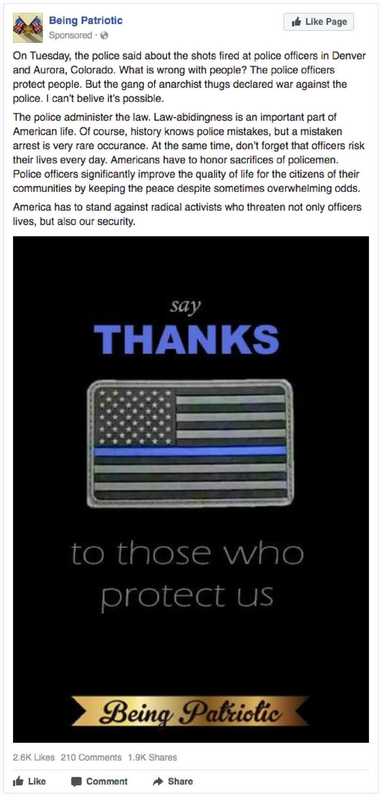 Being Patriotic
Like Page
Sponsored ·
On Tuesday, the police said about the shots fired at police officers in Denver
and Aurora, Colorado. What is wrong with people? The police officers
protect people. But the gang of anarchist thugs declared war against the
police. I can't belive it's possible.
The police administer the law. Law-abidingness is an important part of
American life. Of course, history knows police mistakes, but a mistaken
arrest is very rare occurance. At the same time, don't forget that officers risk
their lives every day. Americans have to honor sacrifices of policemen.
Police officers significantly improve the quality of life for the citizens of their
communities by keeping the peace despite sometimes overwhelming odds.
America has to stand against radical activists who threaten not only officers
lives, but also our security.
say
THANKS
to those who
protect us
Being Patriotic
2.6K Likes 210 Comments 1.9K Shares
Like Comment Share